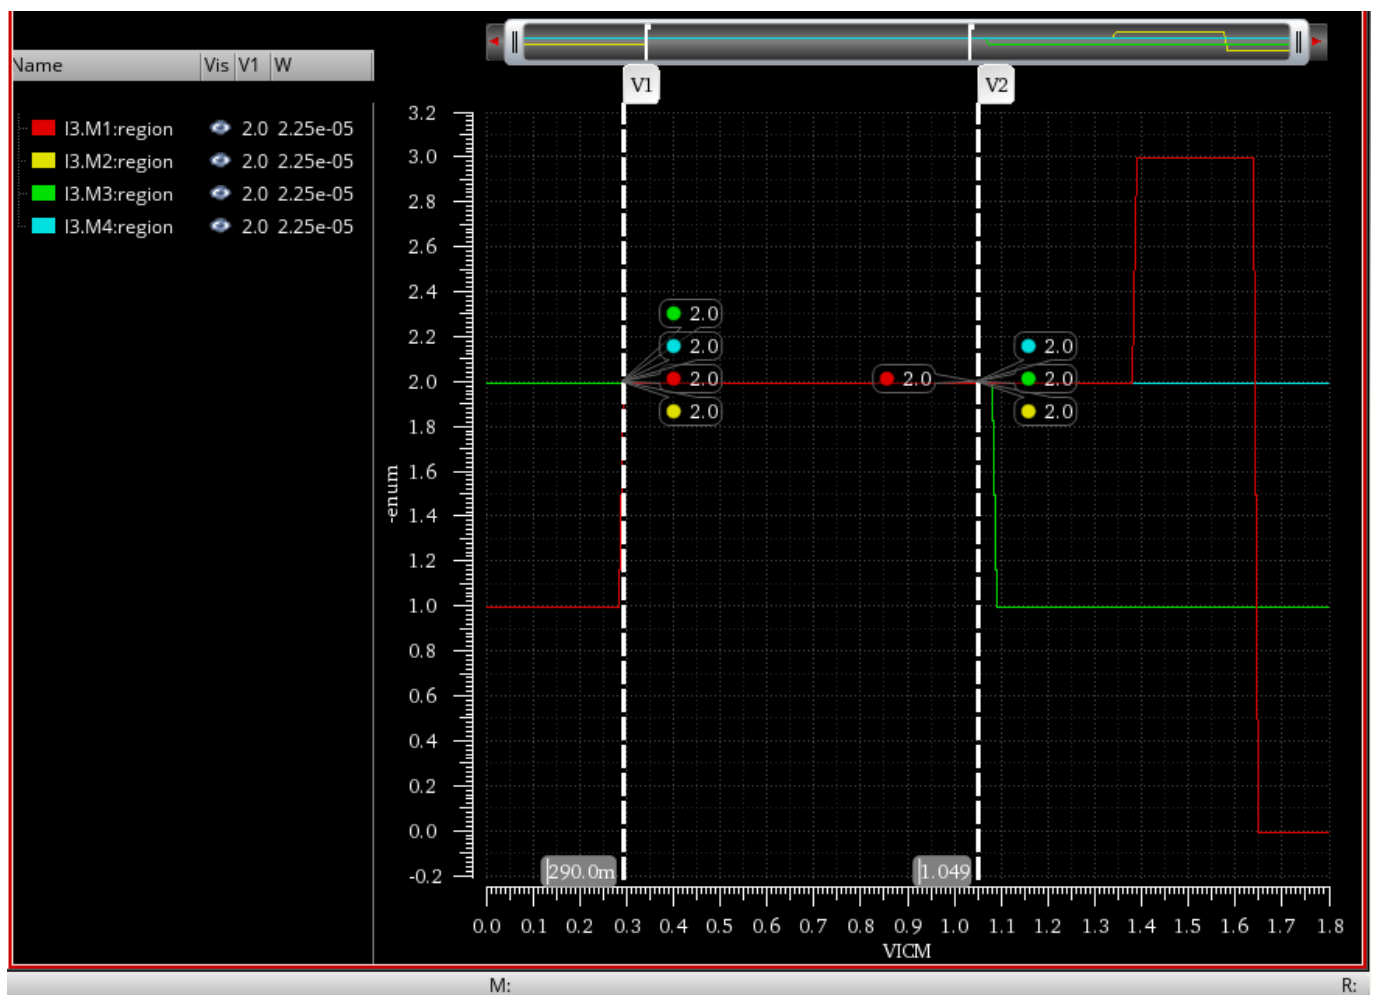 Name Vis V1 W
I3.M1:region 2.0 2.25e-05
I3.M2:region 2.0 2.25e-05
I3.M3:region 2.0 2.25e-05
I3.M4:region 2.0 2.25e-05
V1 V2
3.2
3.0
2.8
2.6
2.4
2.2
2.0
1.8
1.6
1.4
1.2
1.0
0.8
0.6
0.4
0.2
0.0
-0.2
-enum
2.0
2.0
2.0
2.0
2.0
2.0
2.0
2.0
290.0m 1.049
0.0 0.1 0.2 0.3 0.4 0.5 0.6 0.7 0.8 0.9 1.0 1.1 1.2 1.3 1.4 1.5 1.6 1.7 1.8
VICM
M: R: